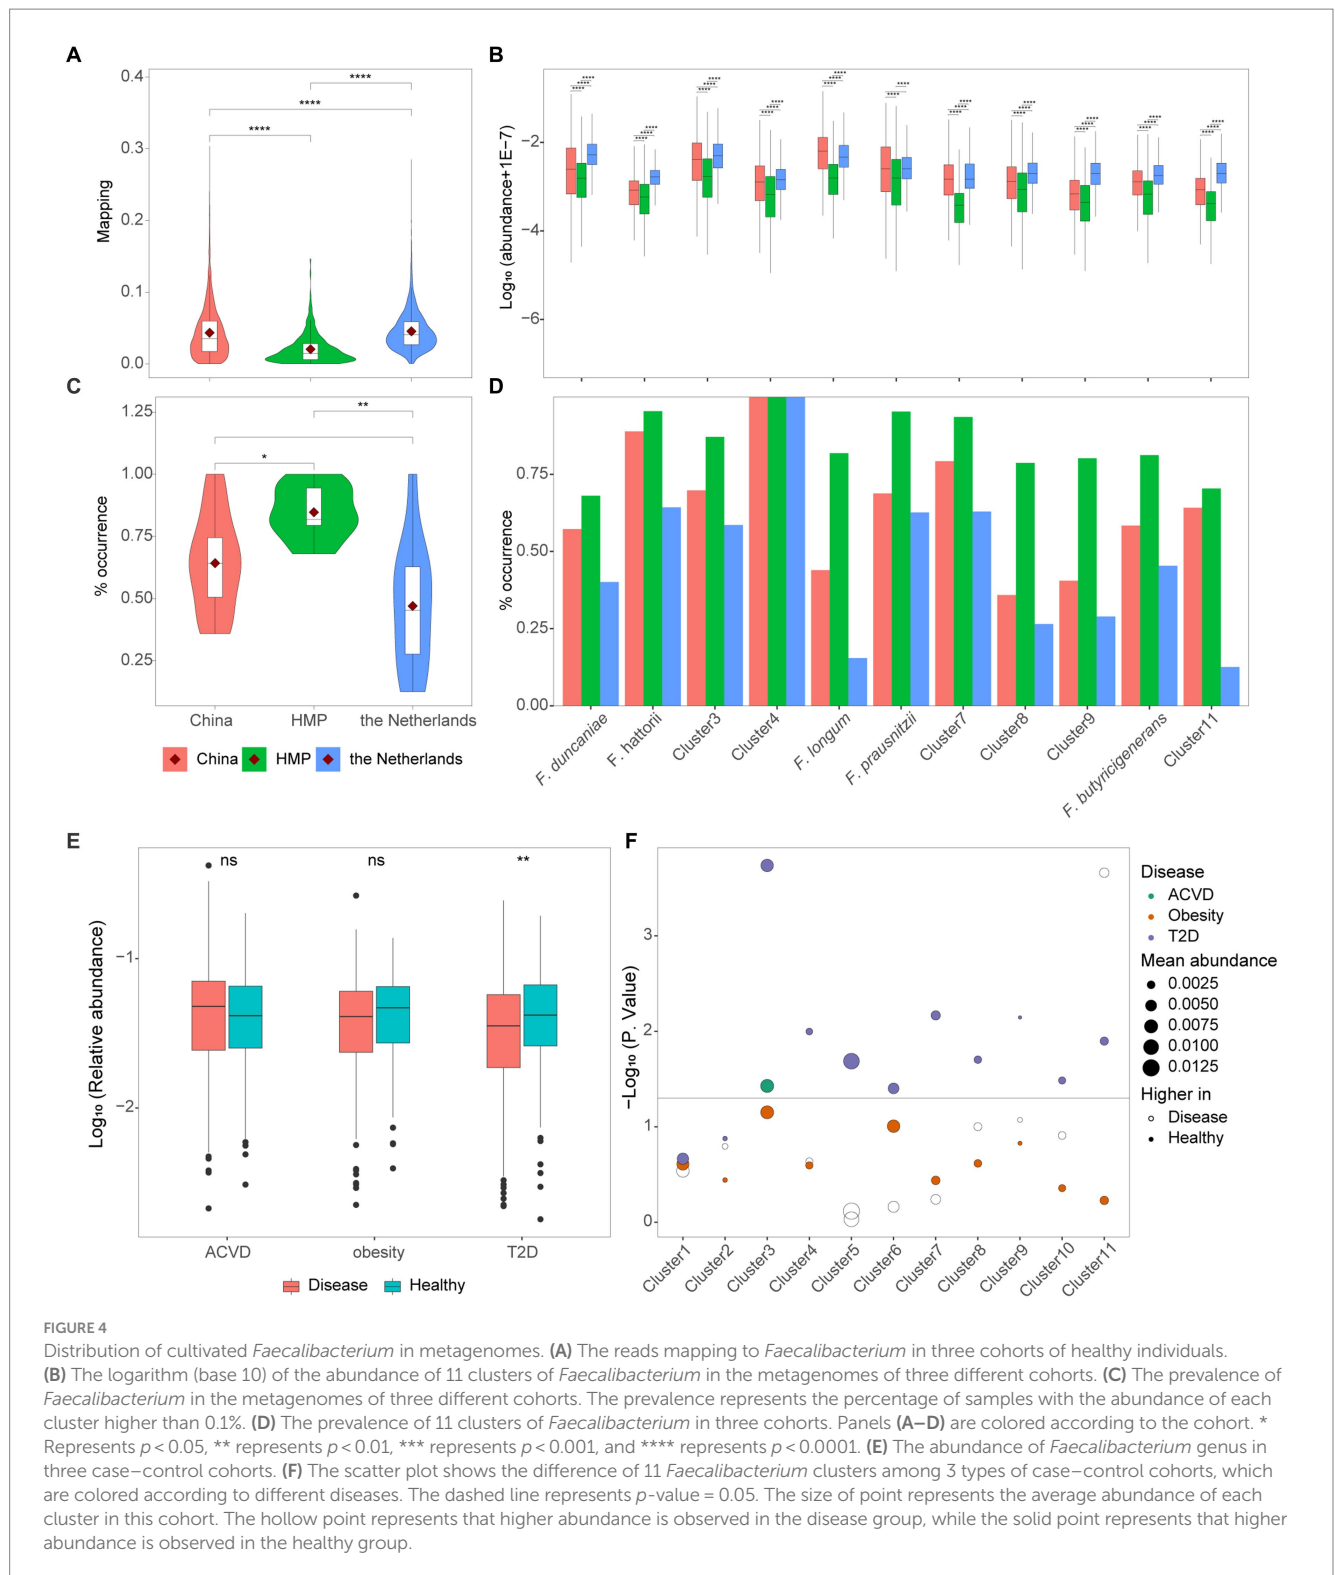 A
0.4
0.3
0.2
0.1
0.0
Mapping
****
****
****
B
−2
−4
−6
Log₁₀ (abundance+1E−7)
**** **** **** **** **** **** **** **** **** **** ****
**** **** **** **** **** **** **** **** **** **** ****
**** **** **** **** **** **** **** **** **** **** ****
C
1.25
1.00
0.75
0.50
0.25
% occurrence
**
*
China HMP the Netherlands
China HMP the Netherlands
D
0.75
0.50
0.25
0.00
% occurrence
F. duncaniae
F. hattorii
Cluster3
Cluster4
F. longum
F. prausnitzii
Cluster7
Cluster8
Cluster9
F. butyricigenerans
Cluster11
E
ns ns **
−1
−2
Log₁₀ (Relative abundance)
ACVD obesity T2D
Disease Healthy
F
3
2
1
0
−Log₁₀ (P. Value)
Cluster1
Cluster2
Cluster3
Cluster4
Cluster5
Cluster6
Cluster7
Cluster8
Cluster9
Cluster10
Cluster11
Disease
ACVD
Obesity
T2D
Mean abundance
0.0025
0.0050
0.0075
0.0100
0.0125
Higher in
Disease
Healthy
FIGURE 4
Distribution of cultivated Faecalibacterium in metagenomes. (A) The reads mapping to Faecalibacterium in three cohorts of healthy individuals.
(B) The logarithm (base 10) of the abundance of 11 clusters of Faecalibacterium in the metagenomes of three different cohorts. (C) The prevalence of
Faecalibacterium in the metagenomes of three different cohorts. The prevalence represents the percentage of samples with the abundance of each
cluster higher than 0.1%. (D) The prevalence of 11 clusters of Faecalibacterium in three cohorts. Panels (A–D) are colored according to the cohort. *
Represents p < 0.05, ** represents p < 0.01, *** represents p < 0.001, and **** represents p < 0.0001. (E) The abundance of Faecalibacterium genus in
three case–control cohorts. (F) The scatter plot shows the difference of 11 Faecalibacterium clusters among 3 types of case–control cohorts, which
are colored according to different diseases. The dashed line represents p-value = 0.05. The size of point represents the average abundance of each
cluster in this cohort. The hollow point represents that higher abundance is observed in the disease group, while the solid point represents that higher
abundance is observed in the healthy group.